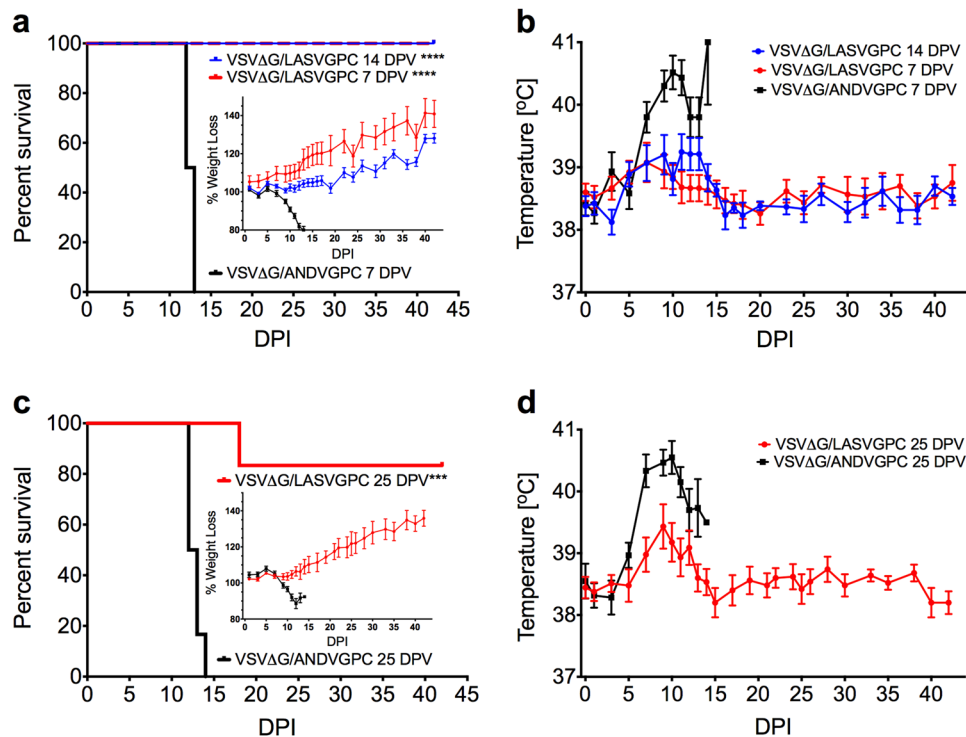 a
Percent survival
100
80
60
40
20
0
0 5 10 15 20 25 30 35 40 45
DPI
VSVΔG/LASVGPC 14 DPV ****
VSVΔG/LASVGPC 7 DPV ****
% Weight Loss
140
120
100
80
0 5 10 15 20 25 30 35 40
DPI
VSVΔG/ANDVGPC 7 DPV
b
Temperature [ºC]
41
40
39
38
37
0 5 10 15 20 25 30 35 40
DPI
VSVΔG/LASVGPC 14 DPV
VSVΔG/LASVGPC 7 DPV
VSVΔG/ANDVGPC 7 DPV
c
Percent survival
100
80
60
40
20
0
0 5 10 15 20 25 30 35 40 45
DPI
VSVΔG/LASVGPC 25 DPV***
% Weight Loss
140
120
100
80
0 5 10 15 20 25 30 35 40
DPI
VSVΔG/ANDVGPC 25 DPV
d
Temperature [ºC]
41
40
39
38
37
0 5 10 15 20 25 30 35 40
DPI
VSVΔG/LASVGPC 25 DPV
VSVΔG/ANDVGPC 25 DPV